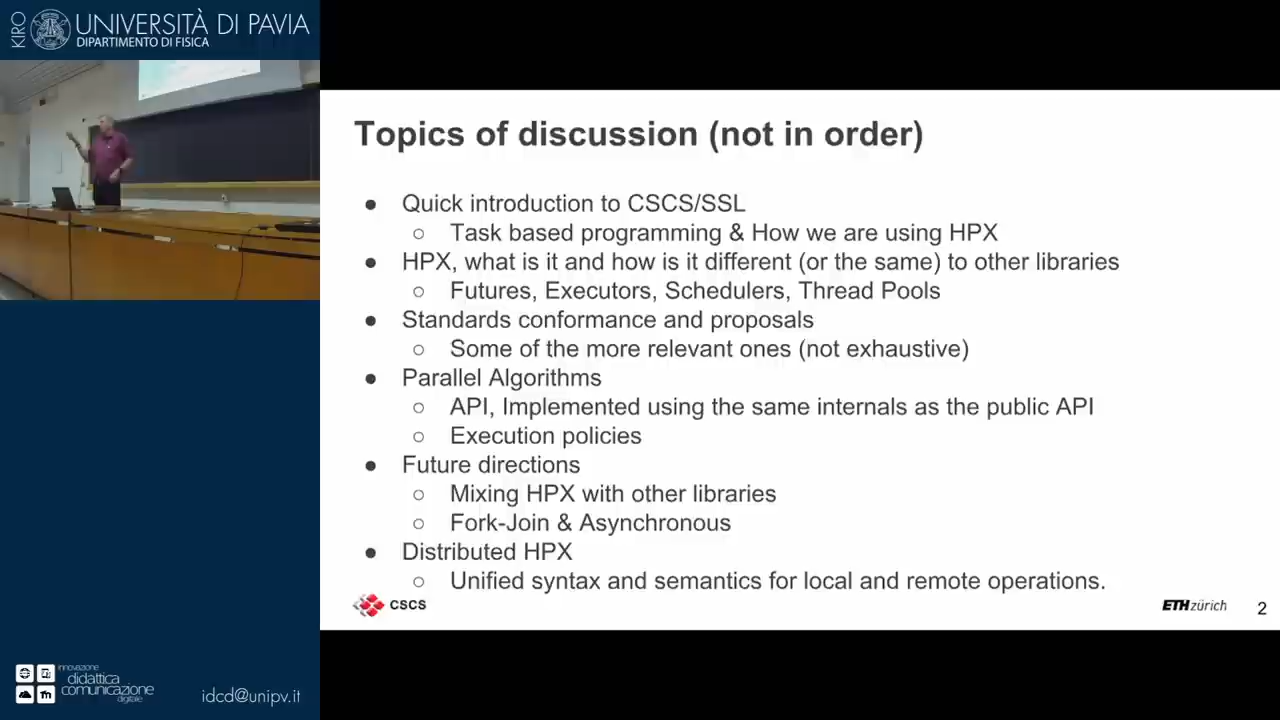 KIRO
UNIVERSITÀ DI PAVIA
DIPARTIMENTO DI FISICA
Topics of discussion (not in order)
● Quick introduction to CSCS/SSL
○ Task based programming & How we are using HPX
● HPX, what is it and how is it different (or the same) to other libraries
○ Futures, Executors, Schedulers, Thread Pools
● Standards conformance and proposals
○ Some of the more relevant ones (not exhaustive)
● Parallel Algorithms
○ API, Implemented using the same internals as the public API
○ Execution policies
● Future directions
○ Mixing HPX with other libraries
○ Fork-Join & Asynchronous
● Distributed HPX
○ Unified syntax and semantics for local and remote operations.
CSCS
ETH zürich
2
innovazione
didattica
comunicazione
digitale
idcd@unipv.it